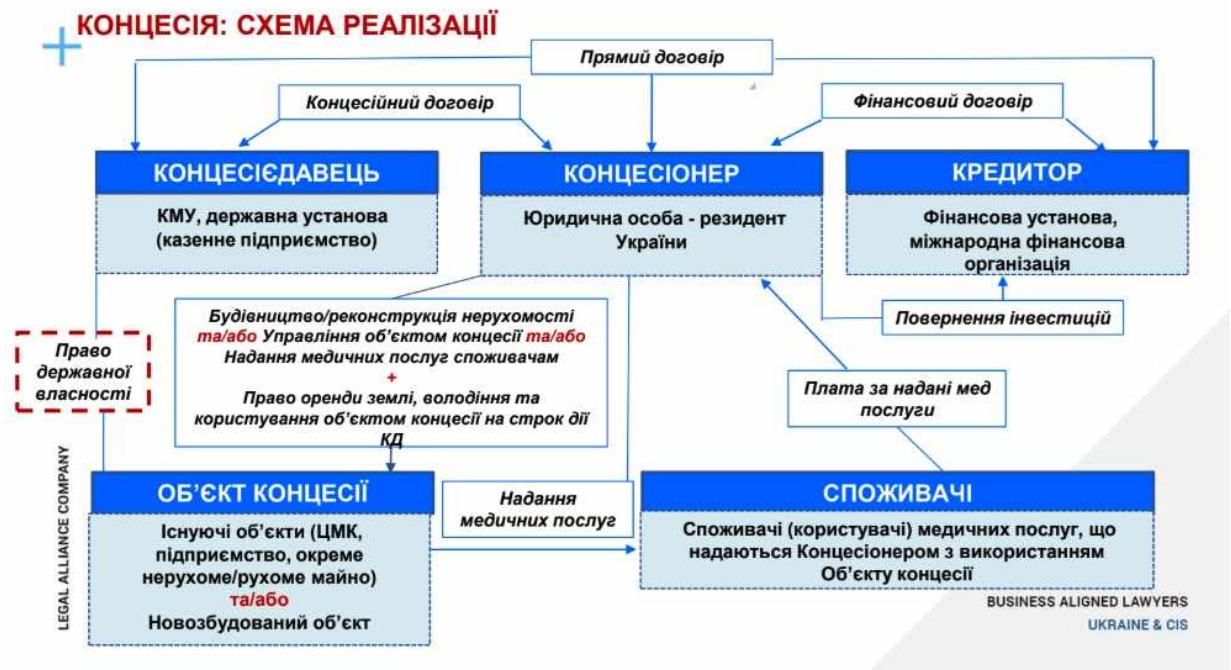 КОНЦЕСІЯ: СХЕМА РЕАЛІЗАЦІЇ
Прямий договір
Концесійний договір
Фінансовий договір
КОНЦЕСІЄДАВЕЦЬ
КМУ, державна установа
(казенне підприємство)
КОНЦЕСІОНЕР
Юридична особа - резидент
України
КРЕДИТОР
Фінансова установа,
міжнародна фінансова
організація
Право
державної
власності
Будівництво/реконструкція нерухомості
та/або Управління об’єктом концесії та/або
Надання медичних послуг споживачам
+
Право оренди землі, володіння та
користування об’єктом концесії на строк дії
КД
Повернення інвестицій
Плата за надані мед
послуги
ОБ’ЄКТ КОНЦЕСІЇ
Існуючі об’єкти (ЦМК,
підприємство, окреме
нерухоме/рухоме майно)
та/або
Новозбудований об’єкт
Надання
медичних послуг
СПОЖИВАЧІ
Споживачі (користувачі) медичних послуг, що
надаються Концесіонером з використанням
Об’єкту концесії
LEGAL ALLIANCE COMPANY
BUSINESS ALIGNED LAWYERS
UKRAINE & CIS